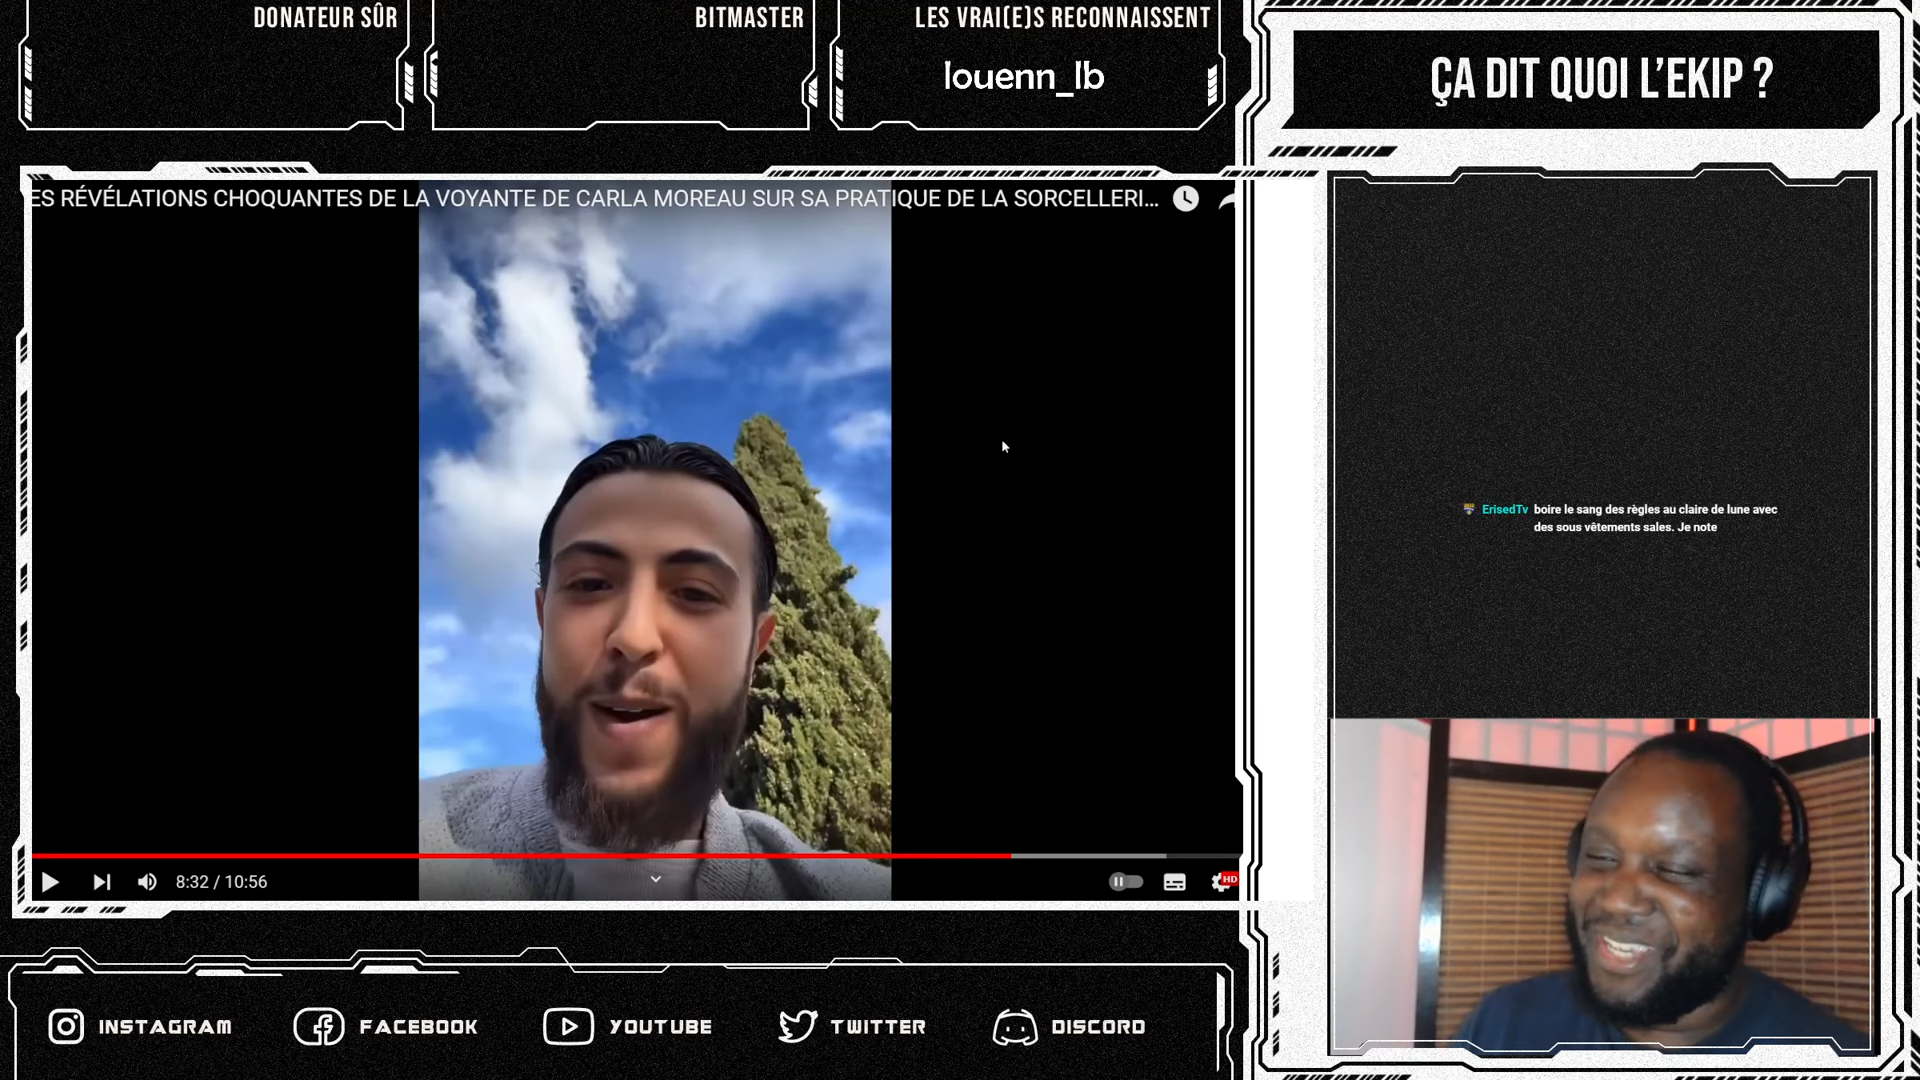 DONATEUR SÛR
BITMASTER
LES VRAI(E)S RECONNAISSENT
louenn_lb
ÇA DIT QUOI L'EKIP ?
ES RÉVÉLATIONS CHOQUANTES DE LA VOYANTE DE CARLA MOREAU SUR SA PRATIQUE DE LA SORCELLERI...
ErisedTv boire le sang des règles au claire de lune avec
des sous vêtements sales. Je note
8:32 / 10:56
HD
INSTAGRAM
FACEBOOK
YOUTUBE
TWITTER
DISCORD